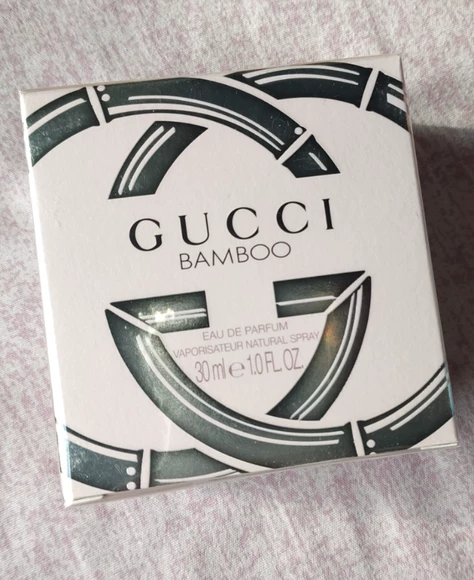 GUCCI
BAMBOO
EAU DE PARFUM
VAPORISATEUR NATURAL SPRAY
30 ml e 1.0 FL. OZ.